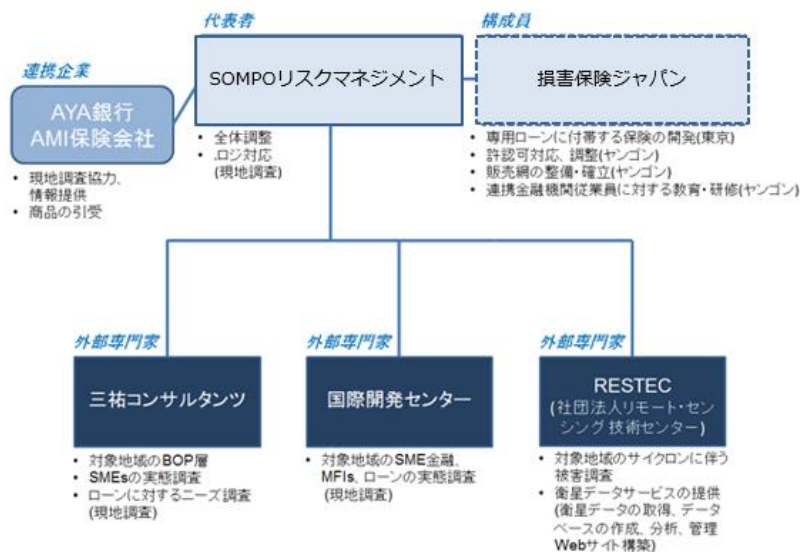 代表者
構成員
連携企業
SOMPOリスクマネジメント
損害保険ジャパン
AYA銀行
AMI保険会社
• 全体調整
• .ロジ対応
(現地調査)
• 専用ローンに付帯する保険の開発(東京)
• 許認可対応、調整(ヤンゴン)
• 販売網の整備・確立(ヤンゴン)
• 連携金融機関従業員に対する教育・研修(ヤンゴン)
• 現地調査協力、
情報提供
• 商品の引受
外部専門家
外部専門家
外部専門家
三祐コンサルタンツ
国際開発センター
RESTEC
(社団法人リモート・セン
シング技術センター)
• 対象地域のBOP層
• SMEsの実態調査
• ローンに対するニーズ調査
(現地調査)
• 対象地域のSME金融、
MFIs、ローンの実態調査
(現地調査)
• 対象地域のサイクロンに伴う
被害調査
• 衛星データサービスの提供
(衛星データの取得、データ
ベースの作成、分析、管理
Webサイト構築)